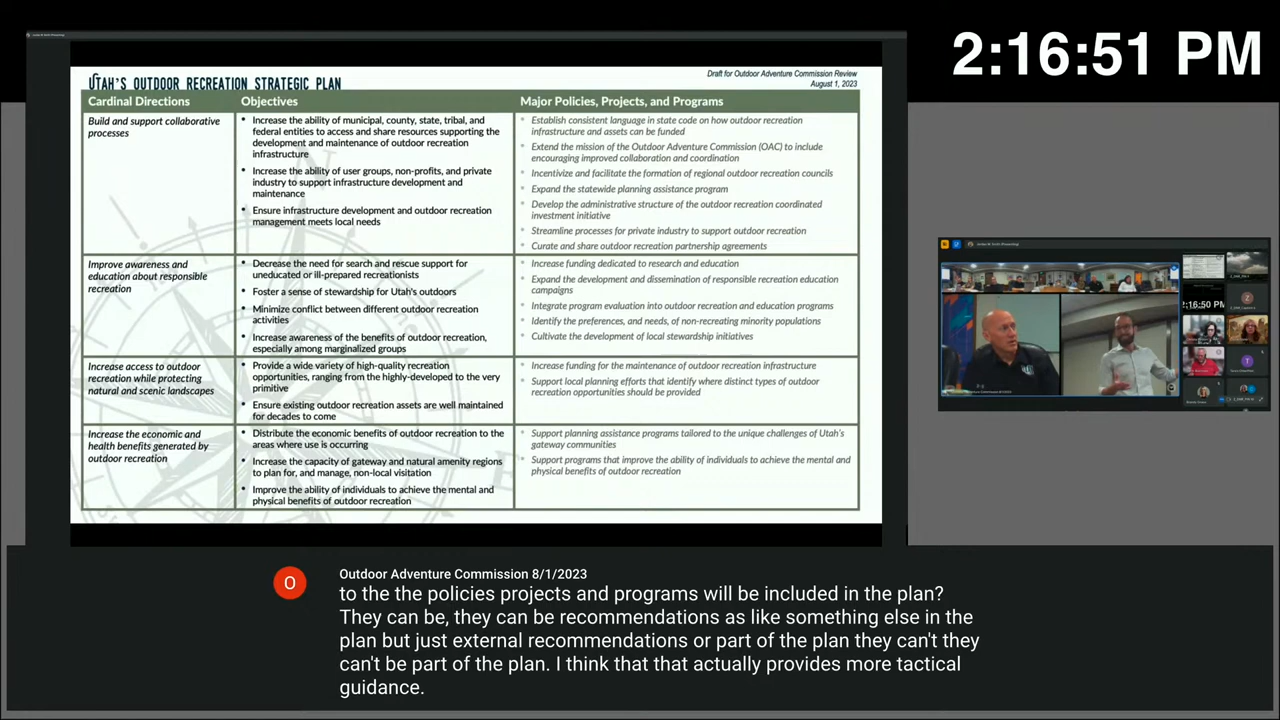 2:16:51 PM
UTAH'S OUTDOOR RECREATION STRATEGIC PLAN
Draft for Outdoor Adventure Commission Review
August 1, 2023
Cardinal Directions
Objectives
Major Policies, Projects, and Programs
Build and support collaborative
processes
• Increase the ability of municipal, county, state, tribal, and
federal entities to access and share resources supporting the
development and maintenance of outdoor recreation
infrastructure
• Increase the ability of user groups, non-profits, and private
industry to support infrastructure development and
maintenance
• Ensure infrastructure development and outdoor recreation
management meets local needs
• Establish consistent language in state code on how outdoor recreation
infrastructure and assets can be funded
• Extend the mission of the Outdoor Adventure Commission (OAC) to include
encouraging improved collaboration and coordination
• Incentivize and facilitate the formation of regional outdoor recreation councils
• Expand the statewide planning assistance program
• Develop the administrative structure of the outdoor recreation coordinated
investment initiative
• Streamline processes for private industry to support outdoor recreation
• Curate and share outdoor recreation partnership agreements
Improve awareness and
education about responsible
recreation
• Decrease the need for search and rescue support for
uneducated or ill-prepared recreationists
• Foster a sense of stewardship for Utah's outdoors
• Minimize conflict between different outdoor recreation
activities
• Increase awareness of the benefits of outdoor recreation,
especially among marginalized groups
• Increase funding dedicated to research and education
• Expand the development and dissemination of responsible recreation education
campaigns
• Integrate program evaluation into outdoor recreation and education programs
• Identify the preferences, and needs, of non-recreating minority populations
• Cultivate the development of local stewardship initiatives
Increase access to outdoor
recreation while protecting
natural and scenic landscapes
• Provide a wide variety of high-quality recreation
opportunities, ranging from the highly-developed to the very
primitive
• Ensure existing outdoor recreation assets are well maintained
for decades to come
• Increase funding for the maintenance of outdoor recreation infrastructure
• Support local planning efforts that identify where distinct types of outdoor
recreation opportunities should be provided
Increase the economic and
health benefits generated by
outdoor recreation
• Distribute the economic benefits of outdoor recreation to the
areas where use is occurring
• Increase the capacity of gateway and natural amenity regions
to plan for, and manage, non-local visitation
• Improve the ability of individuals to achieve the mental and
physical benefits of outdoor recreation
• Support planning assistance programs tailored to the unique challenges of Utah's
gateway communities
• Support programs that improve the ability of individuals to achieve the mental and
physical benefits of outdoor recreation
2:16:50 PM
O
Outdoor Adventure Commission 8/1/2023
to the the policies projects and programs will be included in the plan?
They can be, they can be recommendations as like something else in the
plan but just external recommendations or part of the plan they can't they
can't be part of the plan. I think that that actually provides more tactical
guidance.